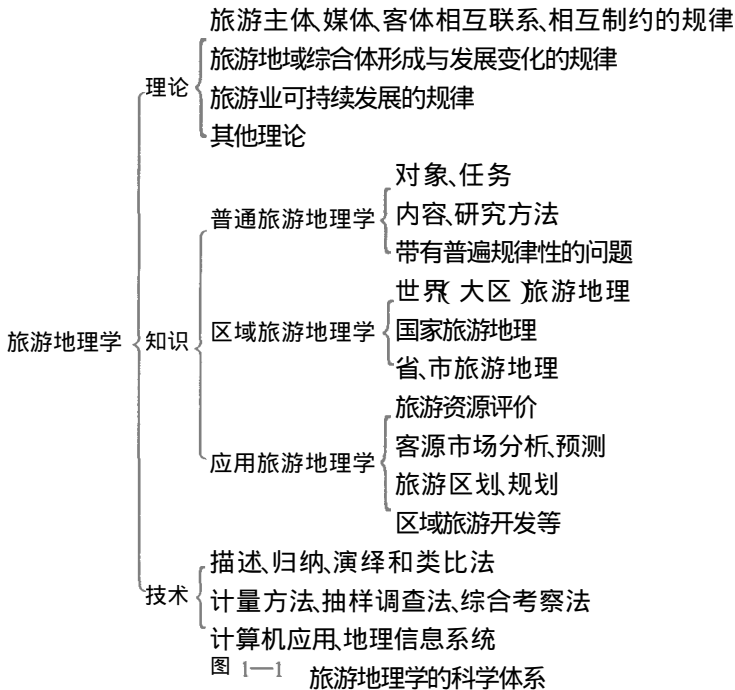 旅游主体、媒体、客体相互联系、相互制约的规律
旅游地域综合体形成与发展变化的规律
理论
旅游业可持续发展的规律
其他理论
对象、任务
普通旅游地理学
内容、研究方法
带有普遍规律性的问题
世界(大区)旅游地理
旅游地理学
知识
区域旅游地理学
国家旅游地理
省、市旅游地理
旅游资源评价
客源市场分析、预测
应用旅游地理学
旅游区划、规划
区域旅游开发等
描述、归纳、演绎和类比法
技术
计量方法、抽样调查法、综合考察法
计算机应用、地理信息系统
图 1—1 旅游地理学的科学体系